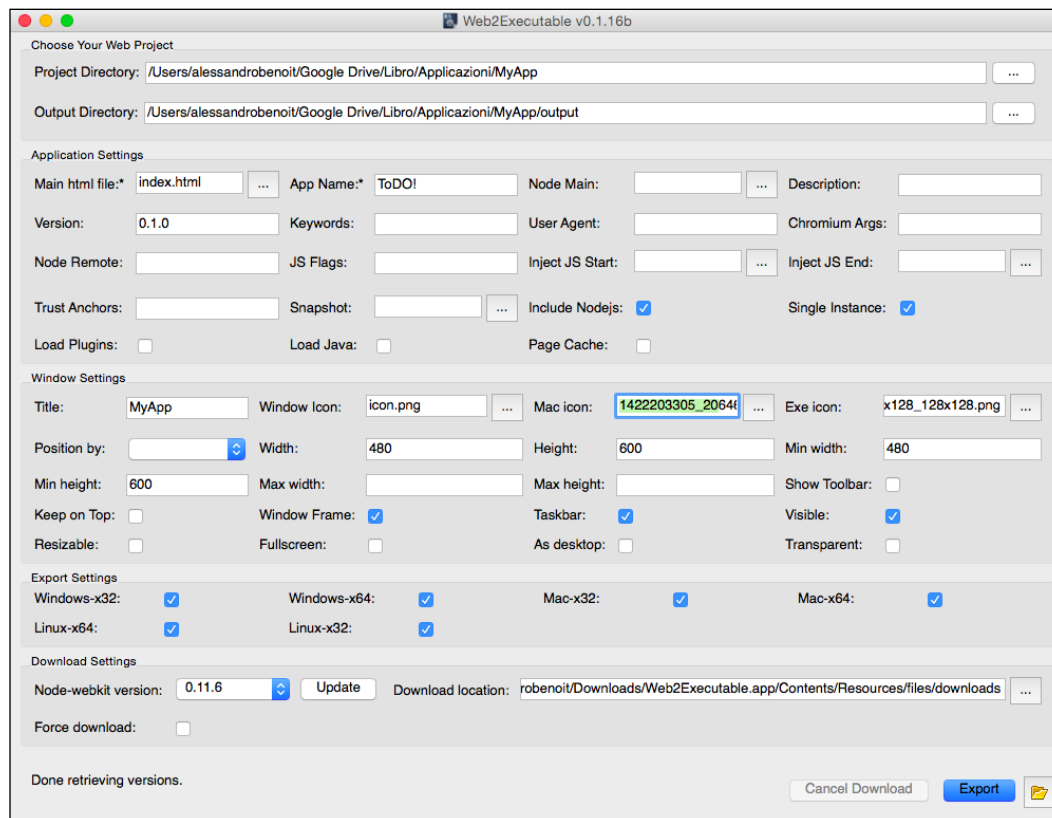 Web2Executable v0.1.16b
Choose Your Web Project
Project Directory: /Users/alessandrobenoit/Google Drive/Libro/Applicazioni/MyApp ...
Output Directory: /Users/alessandrobenoit/Google Drive/Libro/Applicazioni/MyApp/output ...
Application Settings
Main html file:* index.html ... App Name:* ToDO! Node Main: ... Description:
Version: 0.1.0 Keywords: User Agent: Chromium Args:
Node Remote: JS Flags: Inject JS Start: ... Inject JS End: ...
Trust Anchors: Snapshot: ... Include Nodejs: Single Instance:
Load Plugins: Load Java: Page Cache:
Window Settings
Title: MyApp Window Icon: icon.png ... Mac icon: 1422203305_20646 ... Exe icon: x128_128x128.png ...
Position by: Width: 480 Height: 600 Min width: 480
Min height: 600 Max width: Max height: Show Toolbar:
Keep on Top: Window Frame: Taskbar: Visible:
Resizable: Fullscreen: As desktop: Transparent:
Export Settings
Windows-x32: Windows-x64: Mac-x32: Mac-x64:
Linux-x64: Linux-x32:
Download Settings
Node-webkit version: 0.11.6 Update Download location: robenoit/Downloads/Web2Executable.app/Contents/Resources/files/downloads ...
Force download:
Done retrieving versions.
Cancel Download Export